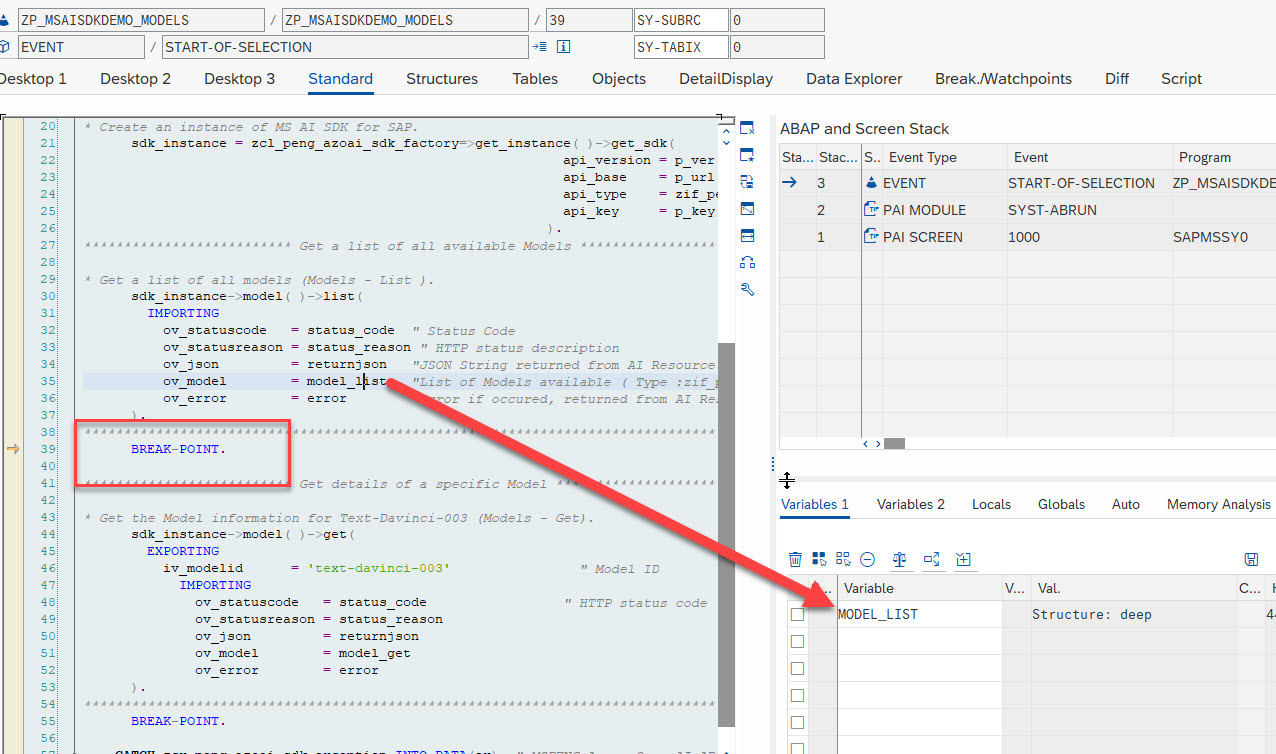 ZP_MSAISDKDEMO_MODELS / ZP_MSAISDKDEMO_MODELS / 39 SY-SUBRC 0
EVENT / START-OF-SELECTION SY-TABIX 0
Desktop 1 Desktop 2 Desktop 3 Standard Structures Tables Objects DetailDisplay Data Explorer Break./Watchpoints Diff Script
20 * Create an instance of MS AI SDK for SAP.
21 sdk_instance = zcl_peng_azoai_sdk_factory=>get_instance( )->get_sdk(
22 api_version = p_ver
23 api_base = p_url
24 api_type = zif_pe
25 api_key = p_key
26 ).
27 ************************** Get a list of all available Models *****************
28
29 * Get a list of all models (Models - List ).
30 sdk_instance->model( )->list(
31 IMPORTING
32 ov_statuscode = status_code " Status Code
33 ov_statusreason = status_reason " HTTP status description
34 ov_json = returnjson "JSON String returned from AI Resource
35 ov_model = model_list "List of Models available ( Type :zif_p
36 ov_error = error if occured, returned from AI Res
37 ).
38 *******************************************************************************
39 BREAK-POINT.
40
41 ************************** Get details of a specific Model ********************
42
43 * Get the Model information for Text-Davinci-003 (Models - Get).
44 sdk_instance->model( )->get(
45 EXPORTING
46 iv_modelid = 'text-davinci-003' " Model ID
47 IMPORTING
48 ov_statuscode = status_code " HTTP status code
49 ov_statusreason = status_reason
50 ov_json = returnjson
51 ov_model = model_get
52 ov_error = error
53 ).
54 *******************************************************************************
55 BREAK-POINT.
56
ABAP and Screen Stack
Sta... Stac... S.. Event Type Event Program
3 EVENT START-OF-SELECTION ZP_MSAISDKDE
2 PAI MODULE SYST-ABRUN
1 PAI SCREEN 1000 SAPMSSY0
Variables 1 Variables 2 Locals Globals Auto Memory Analysis
... Variable V... Val. C...
MODEL_LIST Structure: deep